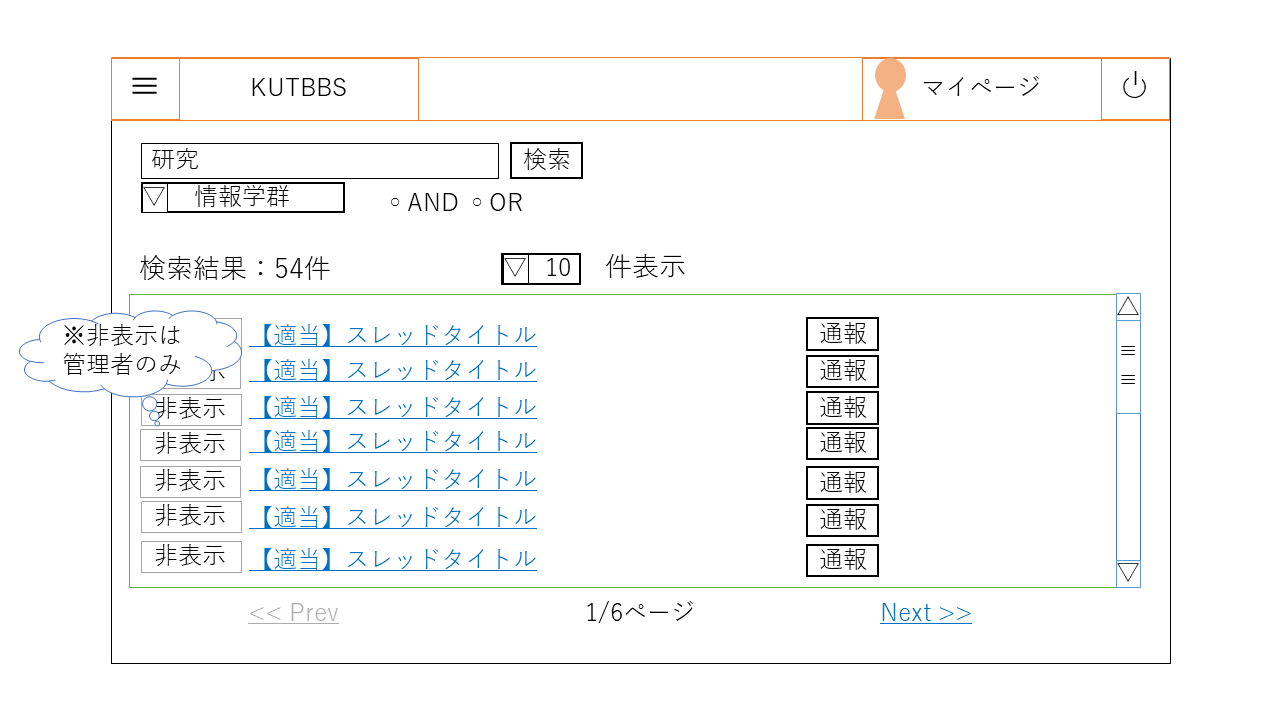 KUTBBS
マイページ
研究
検索
▽ 情報学群
○ AND ○ OR
検索結果：54件
▽ 10 件表示
※非表示は
管理者のみ
【適当】スレッドタイトル 通報
示 【適当】スレッドタイトル 通報
非表示 【適当】スレッドタイトル 通報
非表示 【適当】スレッドタイトル 通報
非表示 【適当】スレッドタイトル 通報
非表示 【適当】スレッドタイトル 通報
非表示 【適当】スレッドタイトル 通報
<< Prev 1/6ページ Next >>